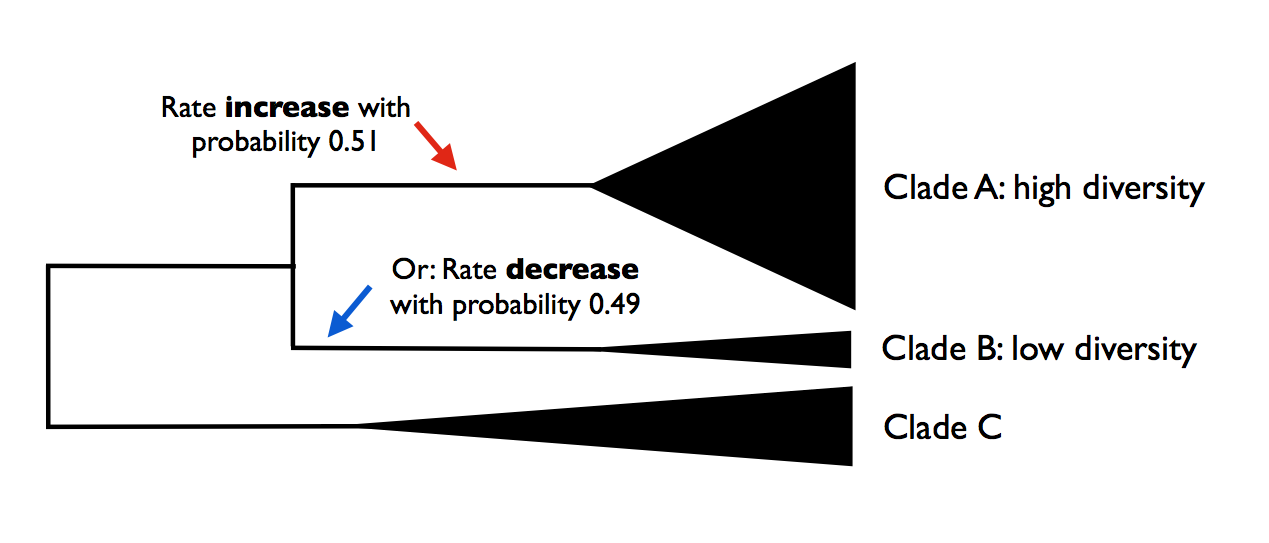 Rate increase with
probability 0.51
Clade A: high diversity
Or: Rate decrease
with probability 0.49
Clade B: low diversity
Clade C